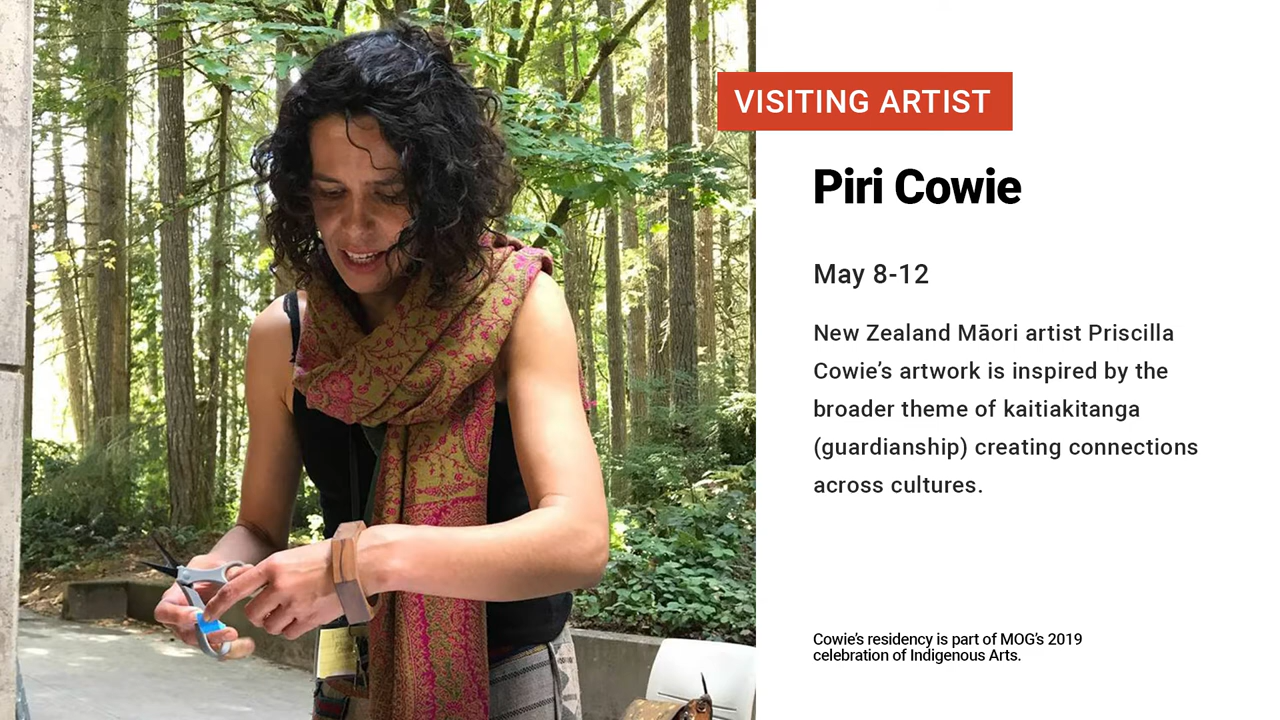 VISITING ARTIST
Piri Cowie
May 8-12
New Zealand Māori artist Priscilla
Cowie’s artwork is inspired by the
broader theme of kaitiakitanga
(guardianship) creating connections
across cultures.
Cowie’s residency is part of MOG’s 2019
celebration of Indigenous Arts.